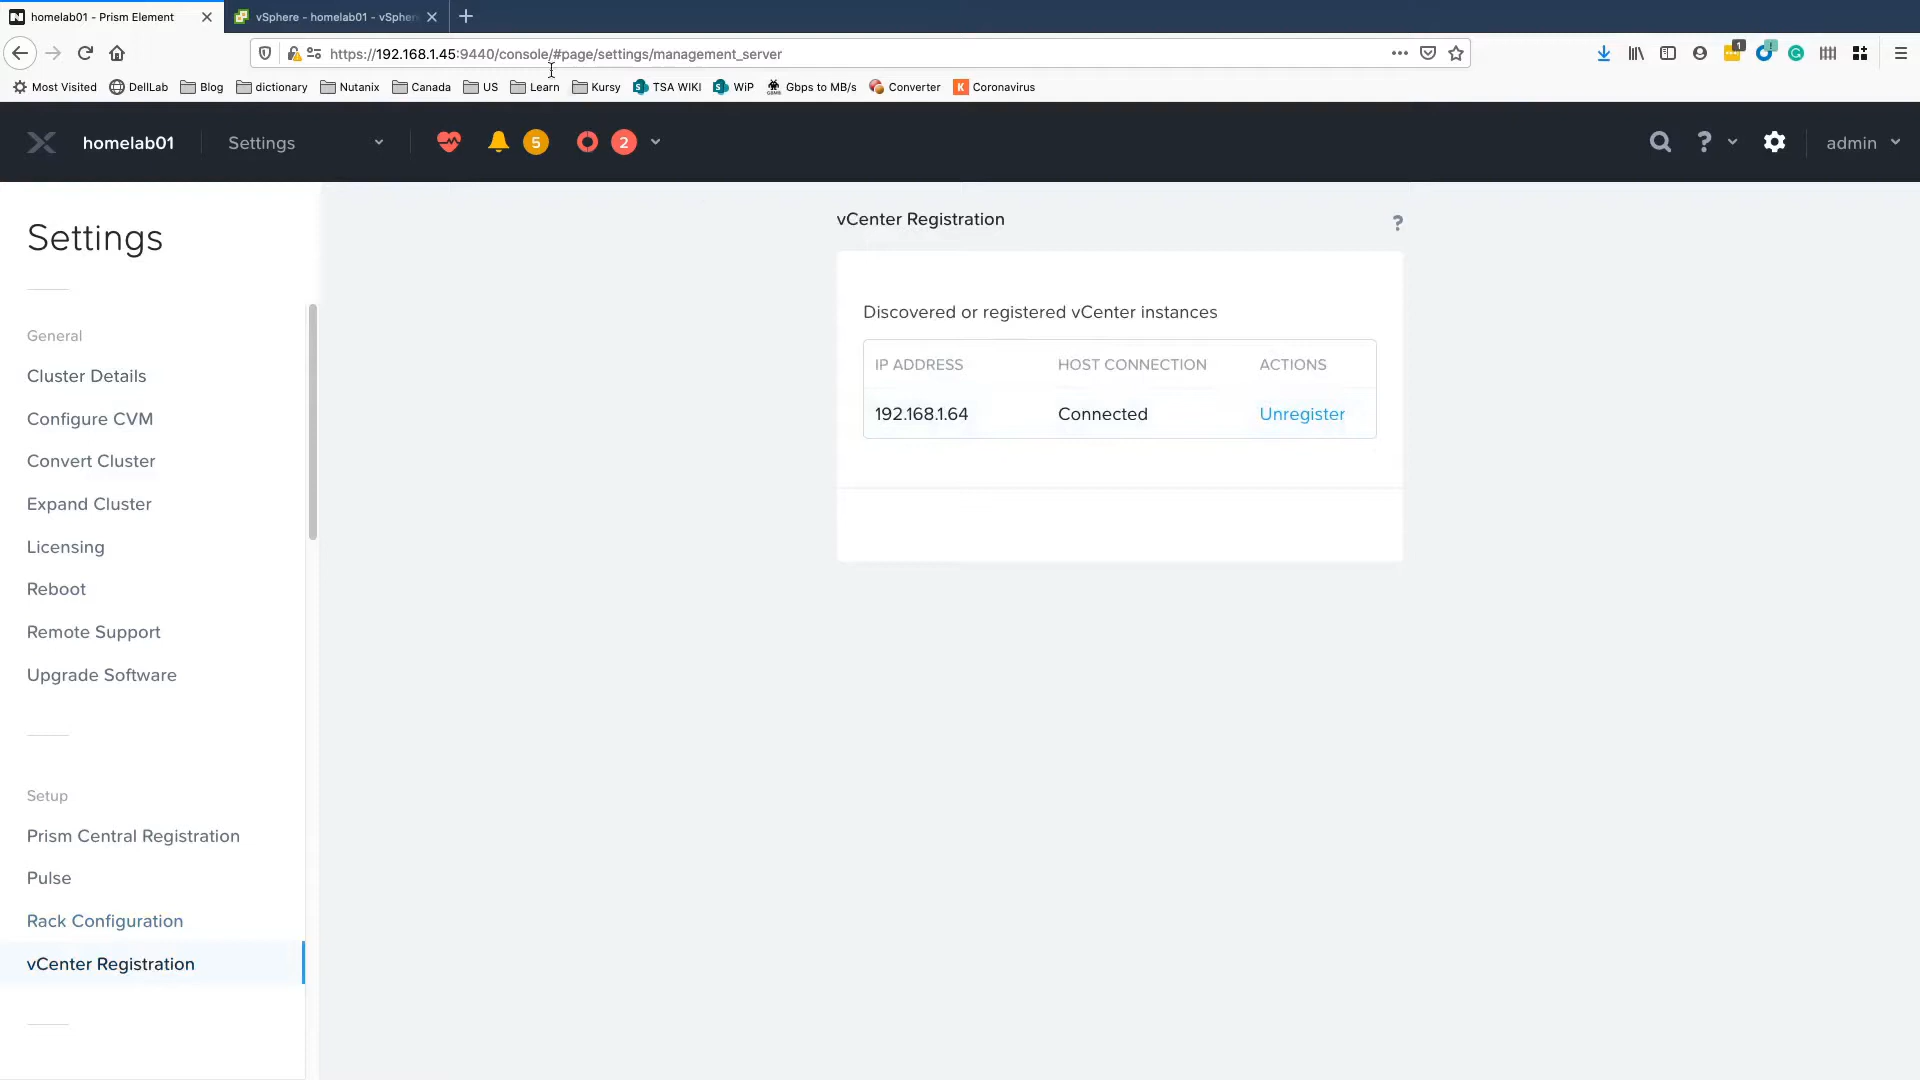 homelab01 - Prism Element
vSphere - homelab01 - vSpher
https://192.168.1.45:9440/console/#page/settings/management_server
1
Most Visited DellLab Blog dictionary Nutanix Canada US Learn Kursy TSA WIKI WiP Gbps to MB/s Converter Coronavirus
homelab01 Settings 5 2 ? admin
Settings
General
Cluster Details
Configure CVM
Convert Cluster
Expand Cluster
Licensing
Reboot
Remote Support
Upgrade Software
Setup
Prism Central Registration
Pulse
Rack Configuration
vCenter Registration
vCenter Registration ?
Discovered or registered vCenter instances
IP ADDRESS HOST CONNECTION ACTIONS
192.168.1.64 Connected Unregister